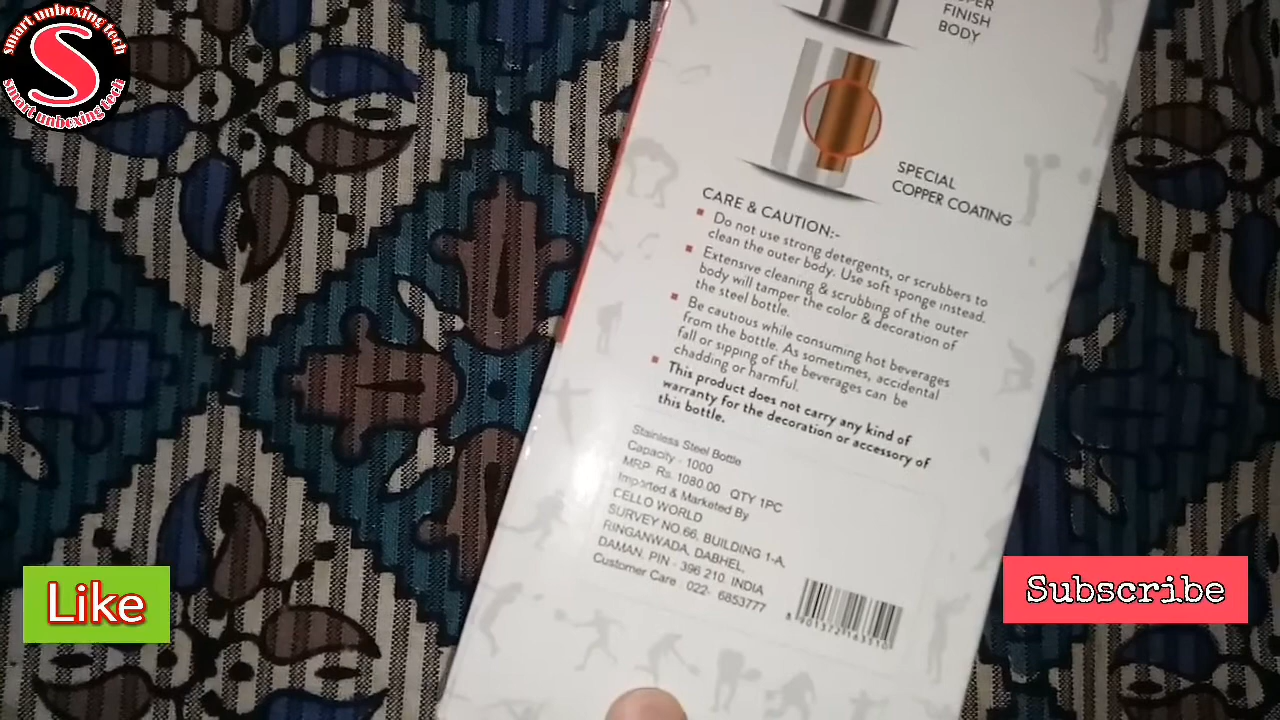 smart unboxing tech
S
smart unboxing tech
FINISH
BODY
SPECIAL
COPPER COATING
CARE & CAUTION:-
Do not use strong detergents, or scrubbers to
clean the outer body. Use soft sponge instead.
Extensive cleaning & scrubbing of the outer
body will tamper the color & decoration of
the steel bottle.
Be cautious while consuming hot beverages
from the bottle. As sometimes, accidental
fall or sipping of the beverages can be
chadding or harmful.
This product does not carry any kind of
warranty for the decoration or accessory of
this bottle.
Stainless Steel Bottle
Capacity - 1000
MRP- Rs. 1080.00 QTY 1PC
Imported & Marketed By
CELLO WORLD
SURVEY NO.66, BUILDING 1-A,
RINGANWADA, DABHEL,
DAMAN. PIN - 396 210. INDIA
Customer Care : 022- 6853777
Like
Subscribe